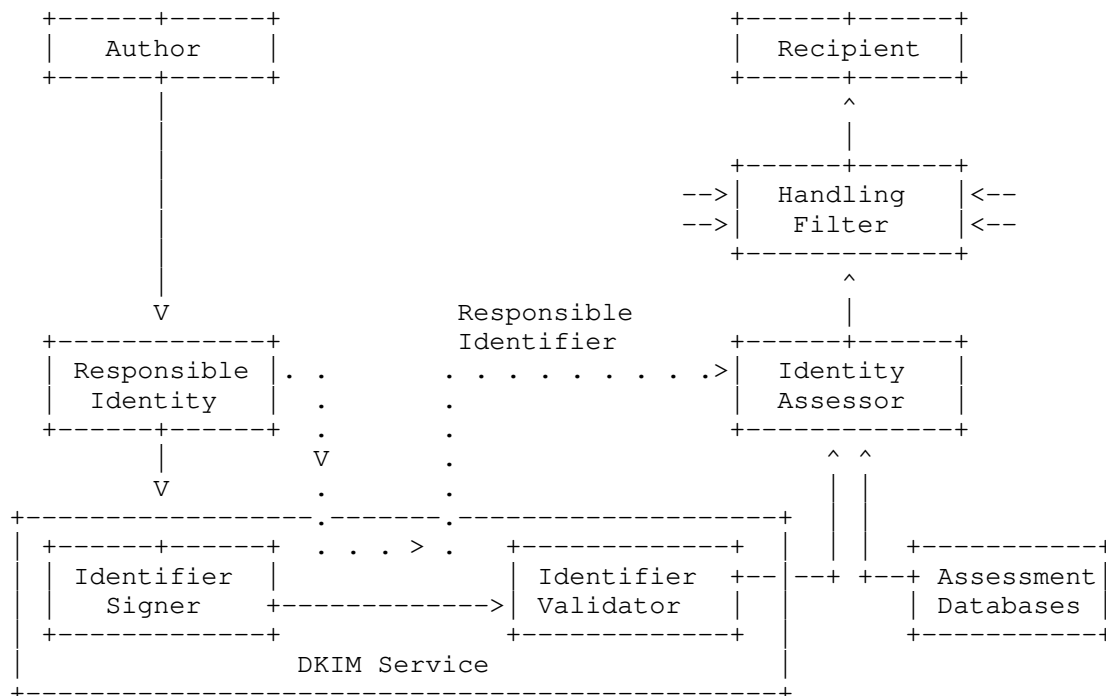 Author
Recipient
Handling
Filter
Responsible
Identifier
Responsible
Identity
Identity
Assessor
Identifier
Signer
Identifier
Validator
Assessment
Databases
DKIM Service